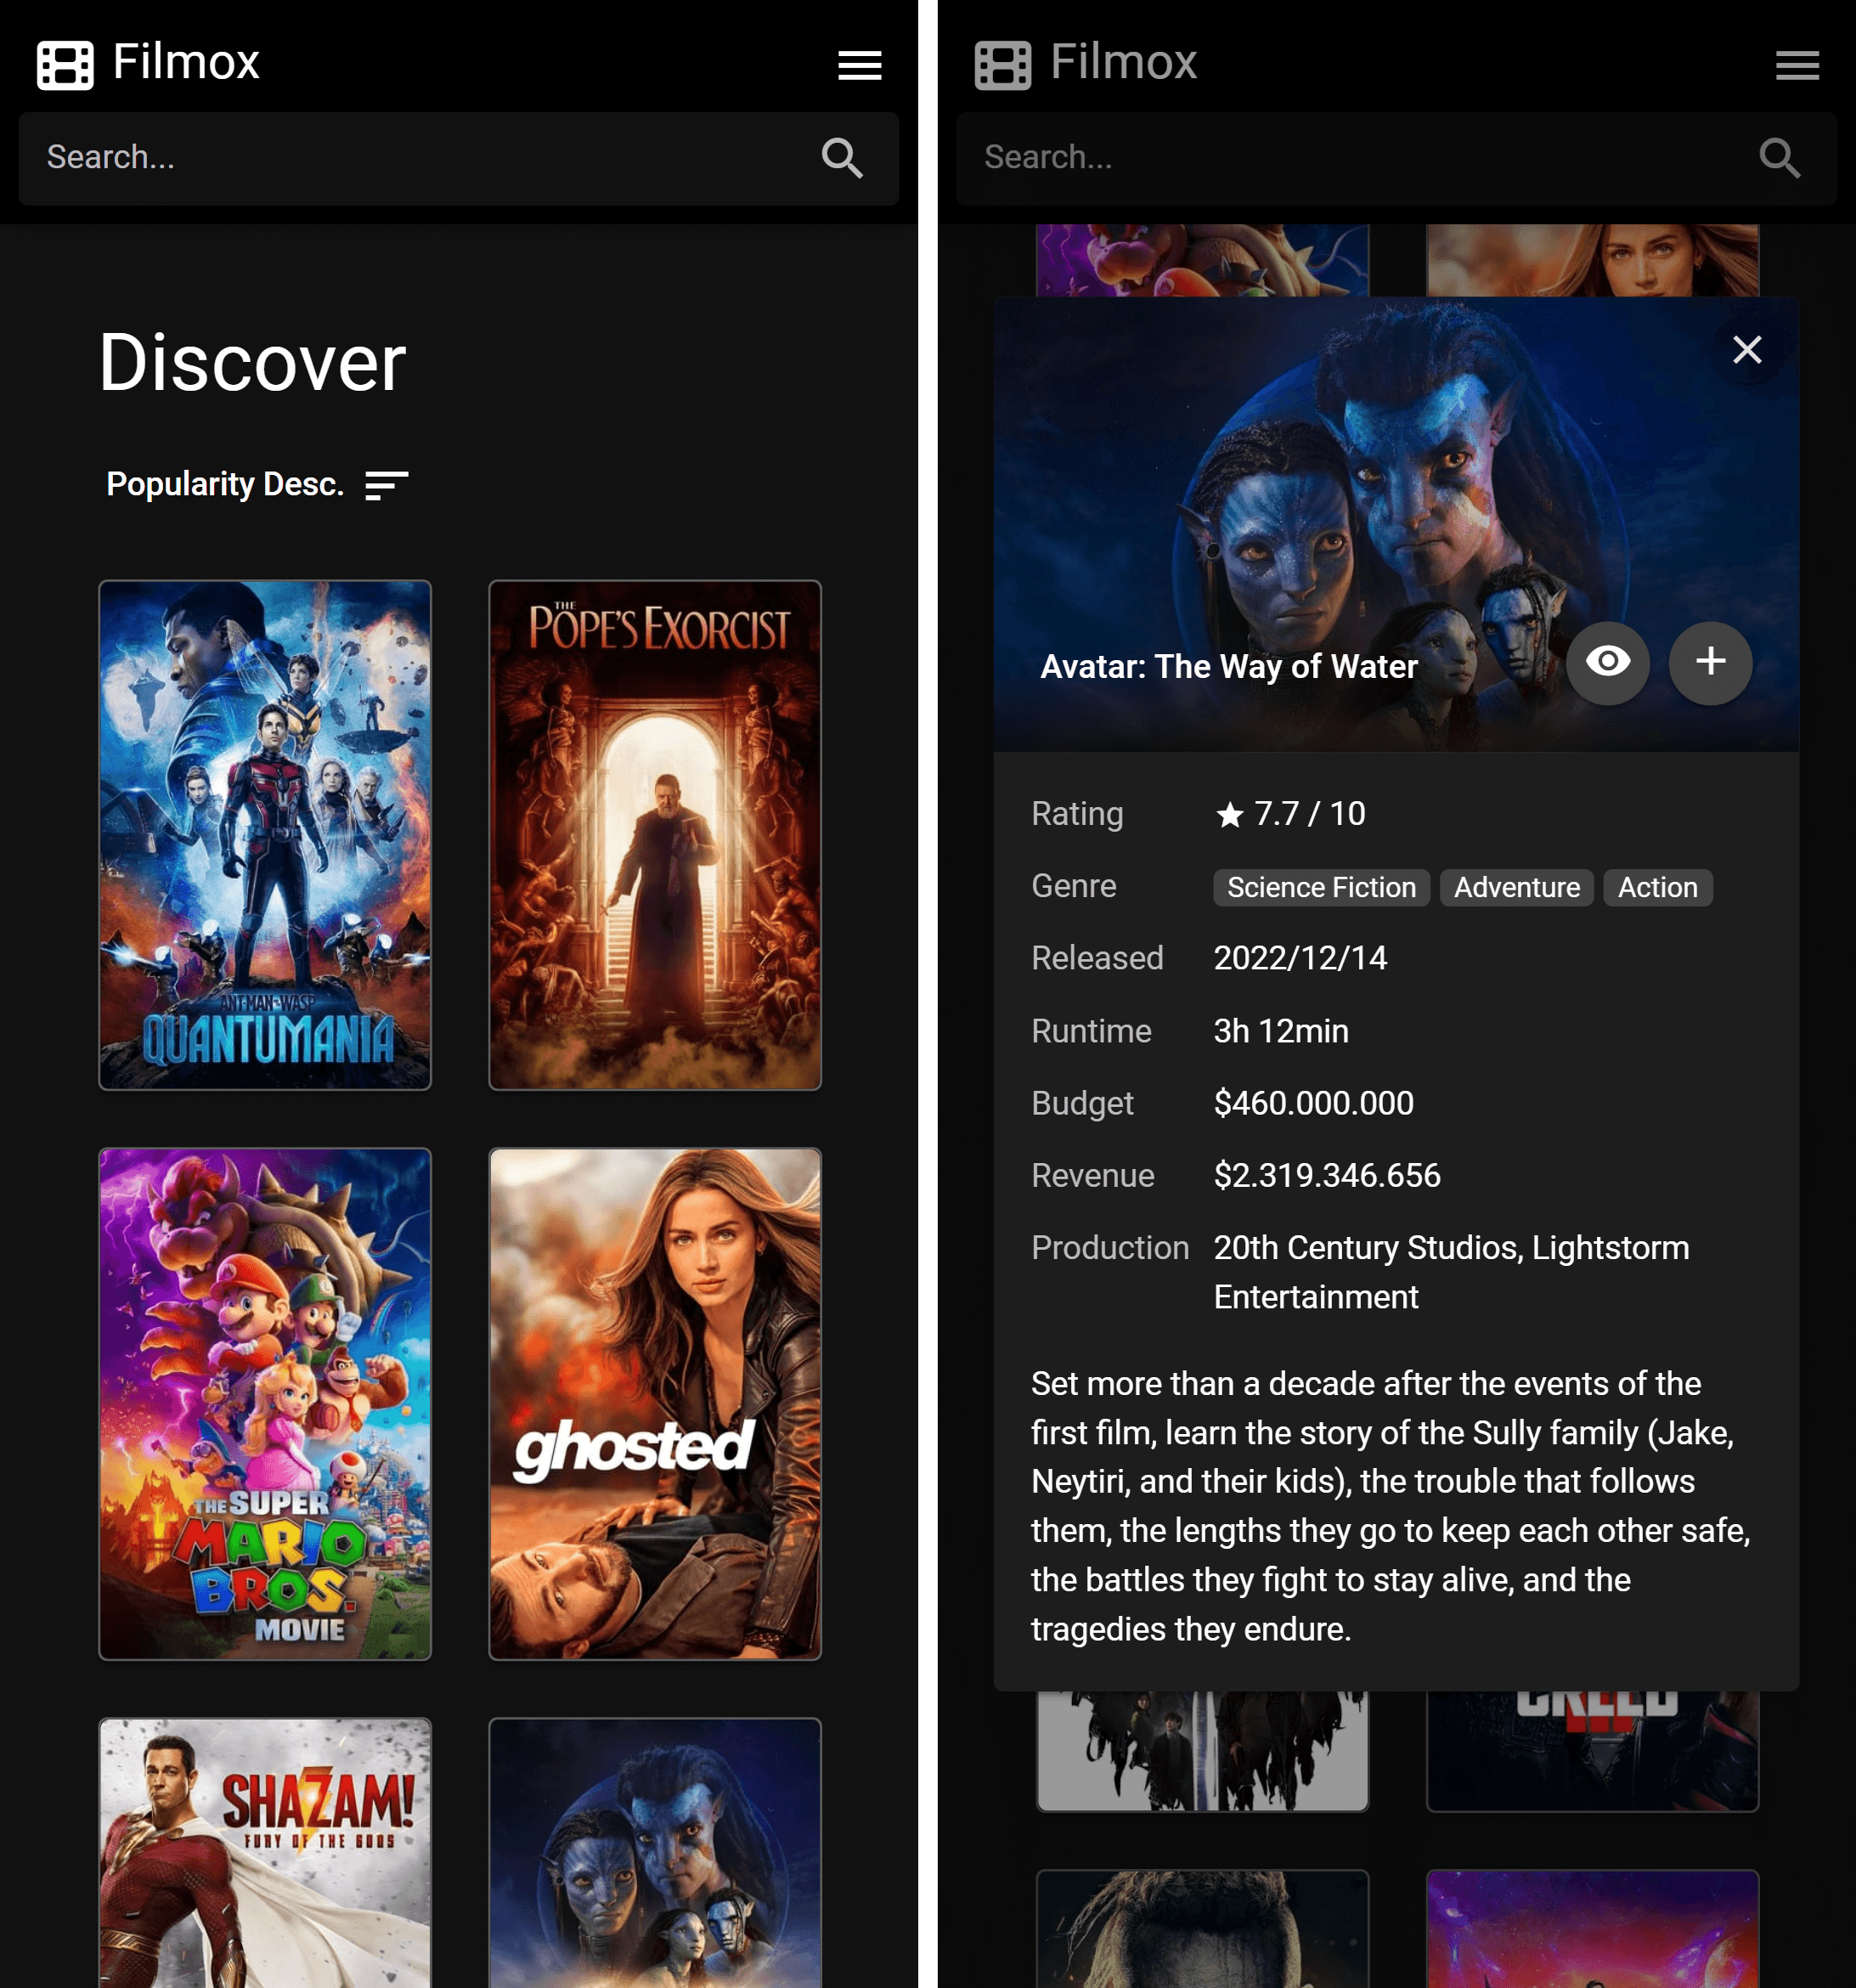 Filmox
Search...
Discover
Popularity Desc.
ANT-MAN AND THE WASP
QUANTUMANIA
THE
POPE'S EXORCIST
THE SUPER
MARIO
BROS.
MOVIE
ghosted
SHAZAM!
FURY OF THE GODS
Filmox
Search...
Avatar: The Way of Water
Rating ★ 7.7 / 10
Genre Science Fiction Adventure Action
Released 2022/12/14
Runtime 3h 12min
Budget $460.000.000
Revenue $2.319.346.656
Production 20th Century Studios, Lightstorm
Entertainment
Set more than a decade after the events of the
first film, learn the story of the Sully family (Jake,
Neytiri, and their kids), the trouble that follows
them, the lengths they go to keep each other safe,
the battles they fight to stay alive, and the
tragedies they endure.
CREED
III